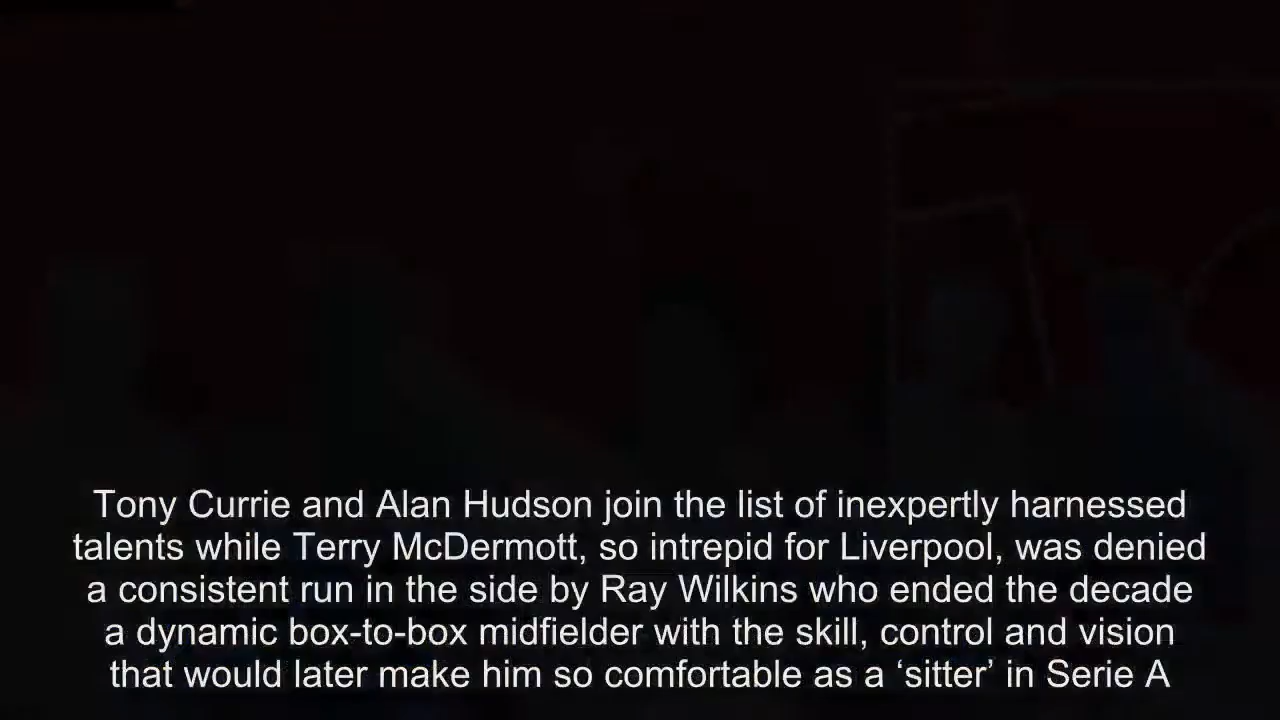 Tony Currie and Alan Hudson join the list of inexpertly harnessed
talents while Terry McDermott, so intrepid for Liverpool, was denied
a consistent run in the side by Ray Wilkins who ended the decade
a dynamic box-to-box midfielder with the skill, control and vision
that would later make him so comfortable as a ‘sitter’ in Serie A